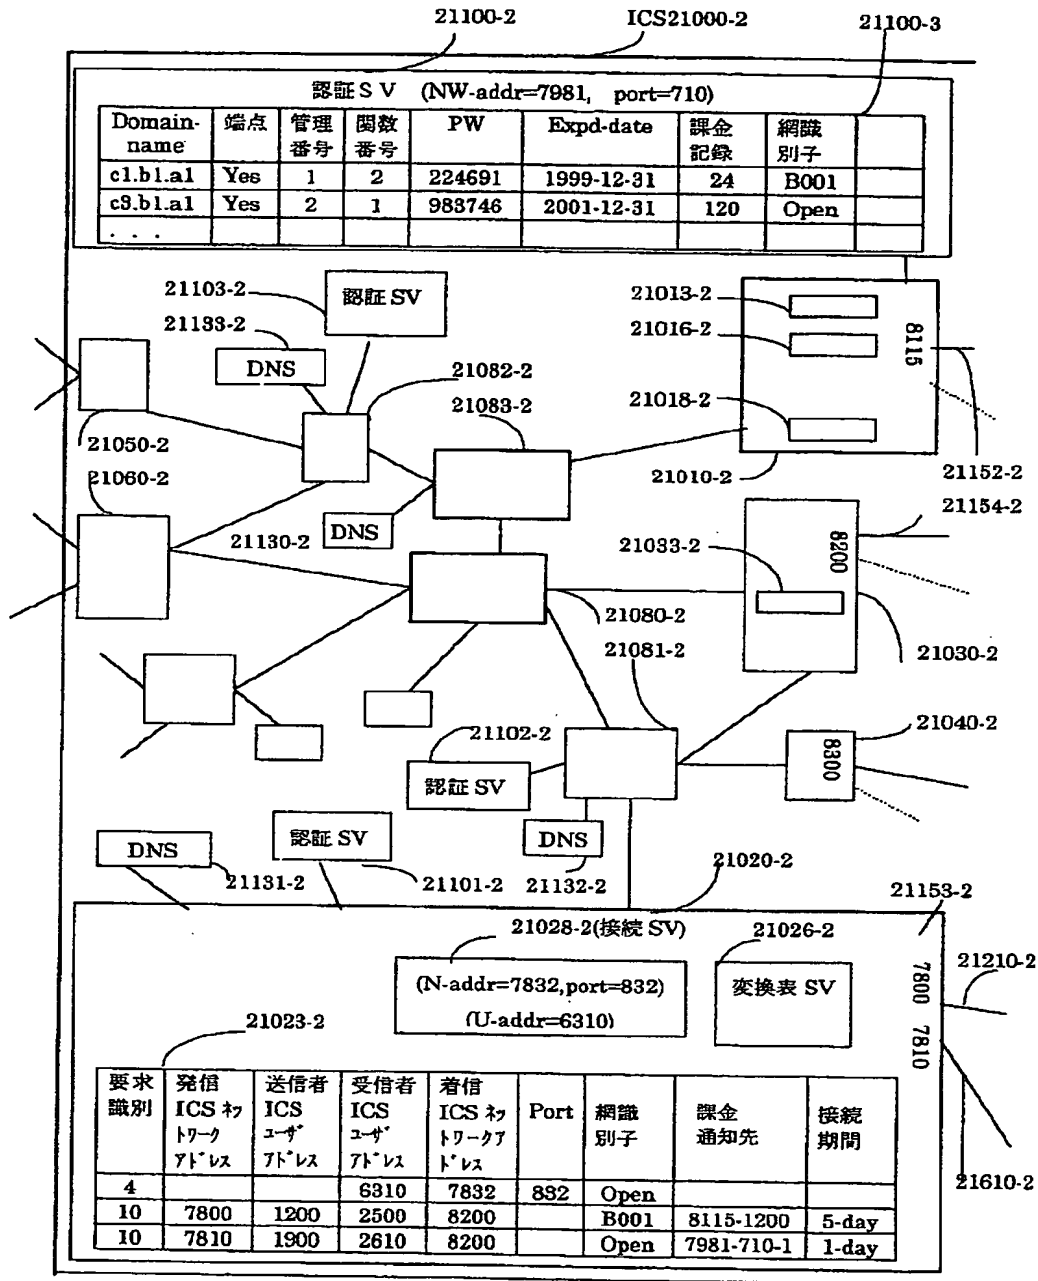 21100-2 ICS21000-2 21100-3
認証SV (NW-addr=7981, port=710)
Domain-name 端点 管理番号 関数番号 PW Expd-date 課金記録 網識別子
c1.b1.a1 Yes 1 2 224691 1999-12-31 24 B001
c3.b1.a1 Yes 2 1 983746 2001-12-31 120 Open
. . .
21103-2 認証 SV
21133-2
DNS
21082-2
21083-2
21013-2
21016-2
8115
21018-2
21050-2
21060-2
21010-2
21152-2
21154-2
DNS
21130-2
21033-2
8200
21080-2
21081-2
21030-2
21102-2
認証 SV
21040-2
8300
認証 SV
DNS
DNS
21131-2 21101-2 21132-2
21020-2
21153-2
21028-2(接続 SV) 21026-2
(N-addr=7832,port=832)
(U-addr=6310)
変換表 SV
7800 7810
21210-2
21023-2
要求識別 発信ICS ネットワークアドレス 送信者ICSユーザアドレス 受信者ICSユーザアドレス 着信ICS ネットワークアドレス Port 網識別子 課金通知先 接続期間
4 6310 7832 832 Open
10 7800 1200 2500 8200 B001 8115-1200 5-day
10 7810 1900 2610 8200 Open 7981-710-1 1-day
21610-2